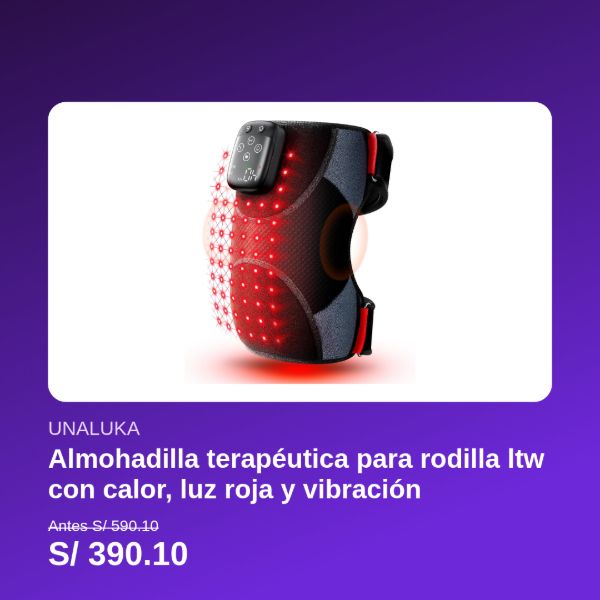 UNALUKA
Almohadilla terapéutica para rodilla ltw
con calor, luz roja y vibración
Antes S/ 590.10
S/ 390.10